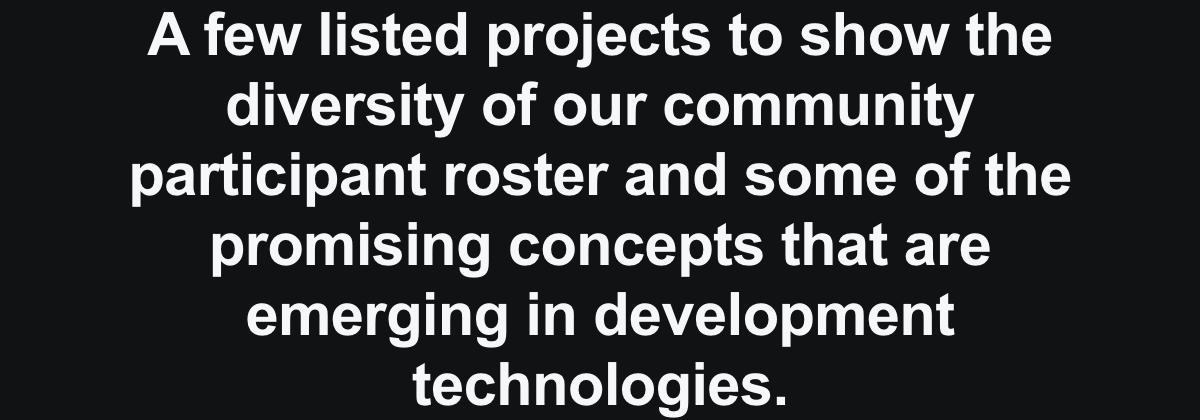 A few listed projects to show the
diversity of our community
participant roster and some of the
promising concepts that are
emerging in development
technologies.